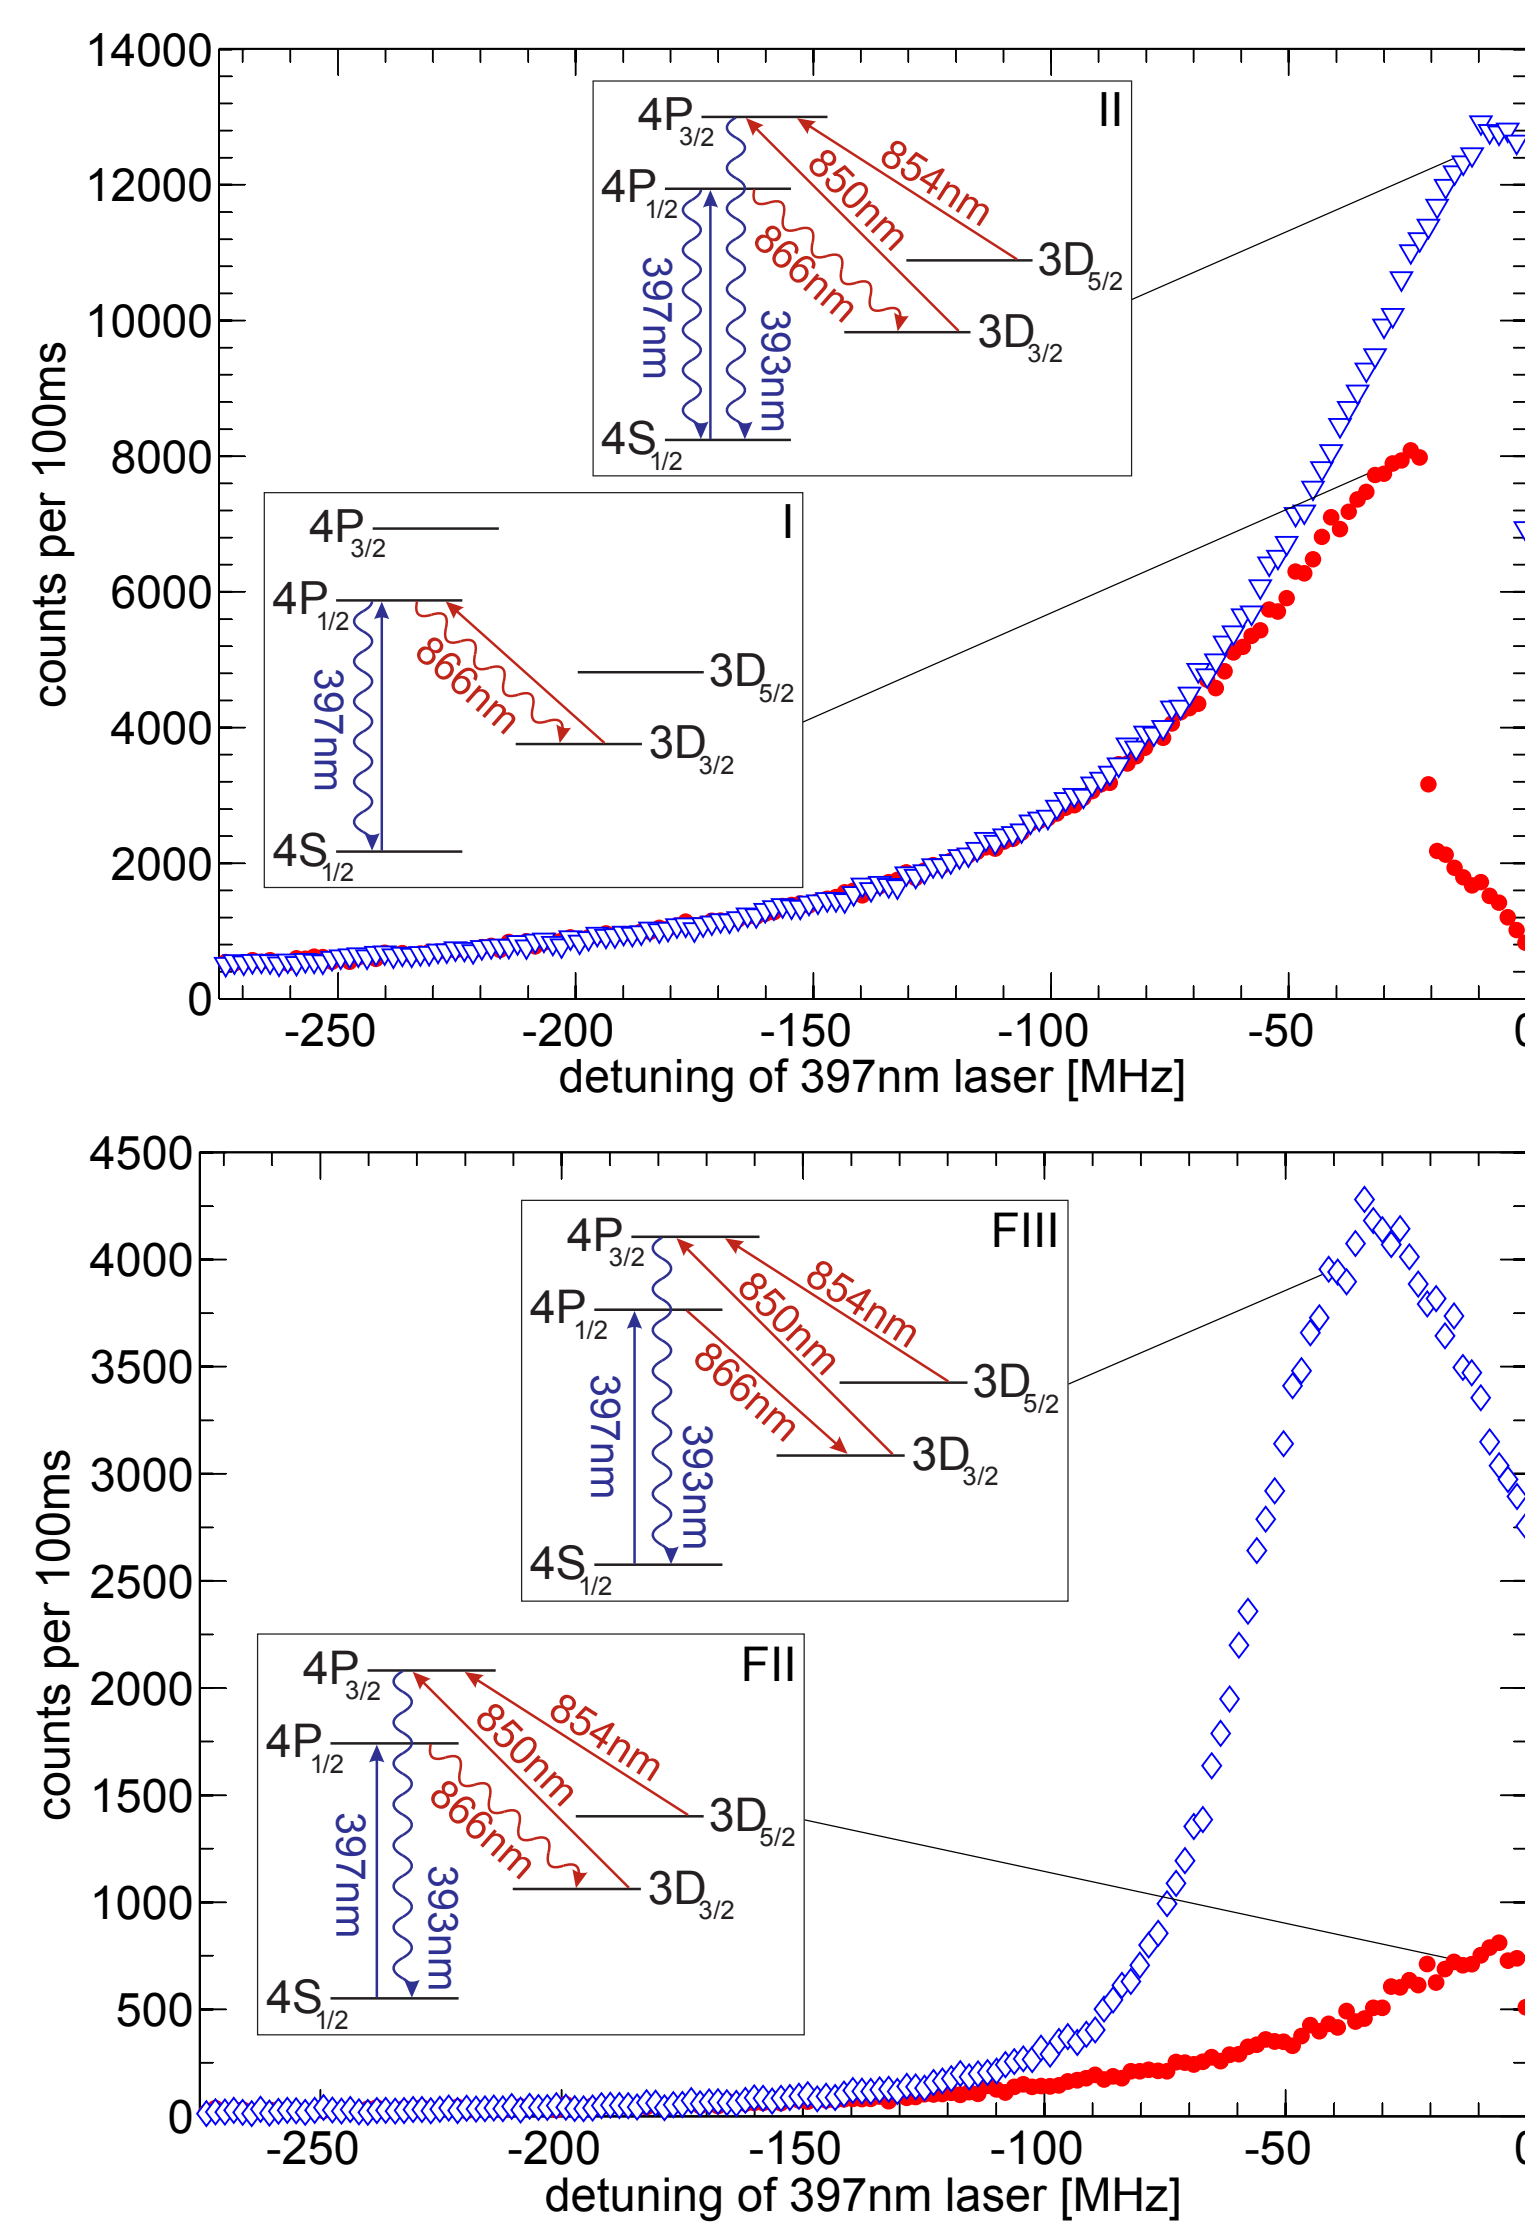 14000
12000
10000
8000
6000
4000
2000
0
counts per 100ms
-250
-200
-150
-100
-50
0
detuning of 397nm laser [MHz]
II
4P3/2
4P1/2
4S1/2
3D5/2
3D3/2
854nm
850nm
866nm
397nm
393nm
I
4P3/2
4P1/2
4S1/2
3D5/2
3D3/2
866nm
397nm
4500
4000
3500
3000
2500
2000
1500
1000
500
0
counts per 100ms
-250
-200
-150
-100
-50
0
detuning of 397nm laser [MHz]
FIII
4P3/2
4P1/2
4S1/2
3D5/2
3D3/2
854nm
850nm
866nm
397nm
393nm
FII
4P3/2
4P1/2
4S1/2
3D5/2
3D3/2
854nm
850nm
866nm
397nm
393nm